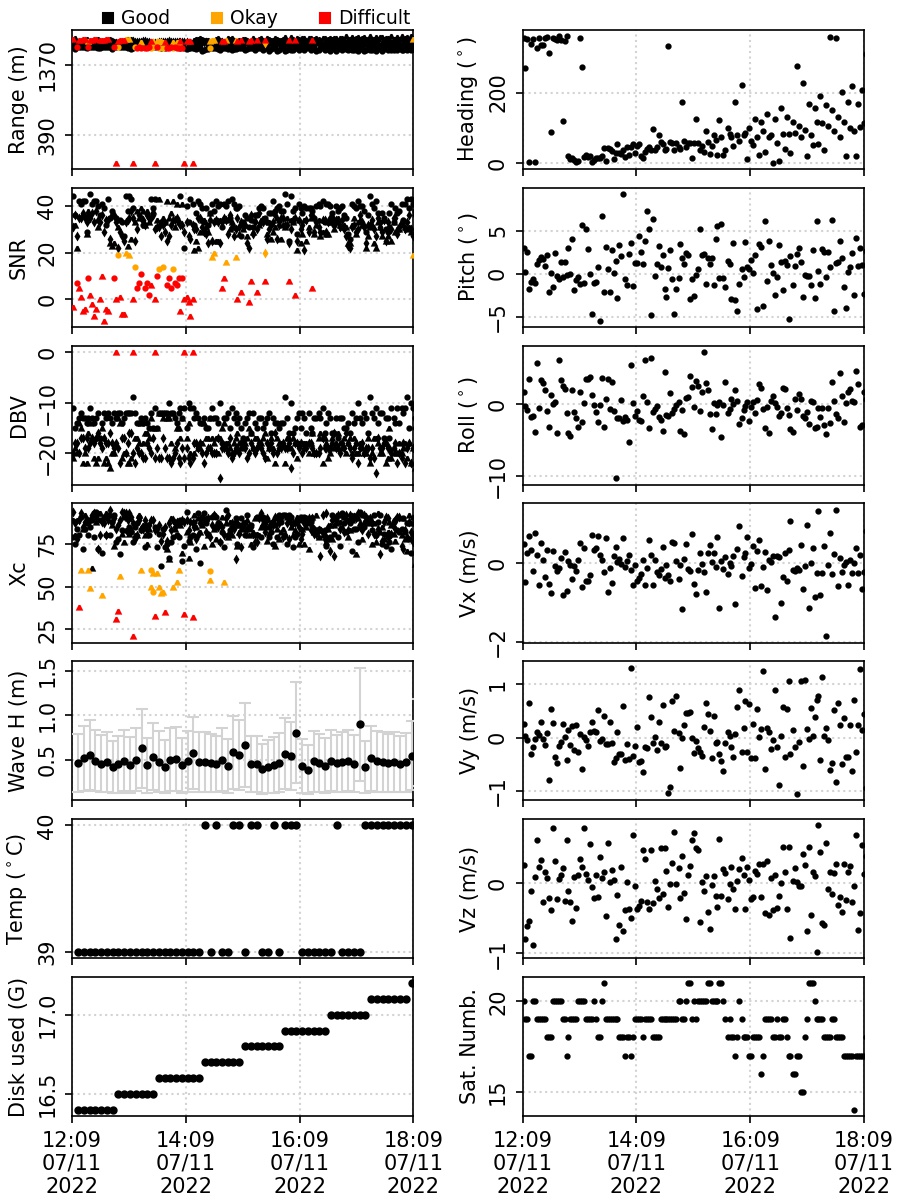 Good Okay Difficult
Range (m)
1370
390
Heading (°)
200
0
SNR
40
20
0
Pitch (°)
5
0
−5
DBV
0
−10
−20
Roll (°)
0
−10
Xc
75
50
25
Vx (m/s)
0
−2
Wave H (m)
1.5
1.0
0.5
Vy (m/s)
1
0
−1
Temp (°C)
40
39
Vz (m/s)
0
−1
Disk used (G)
17.0
16.5
Sat. Numb.
20
15
12:09 14:09 16:09 18:09 12:09 14:09 16:09 18:09
07/11 07/11 07/11 07/11 07/11 07/11 07/11 07/11
2022 2022 2022 2022 2022 2022 2022 2022